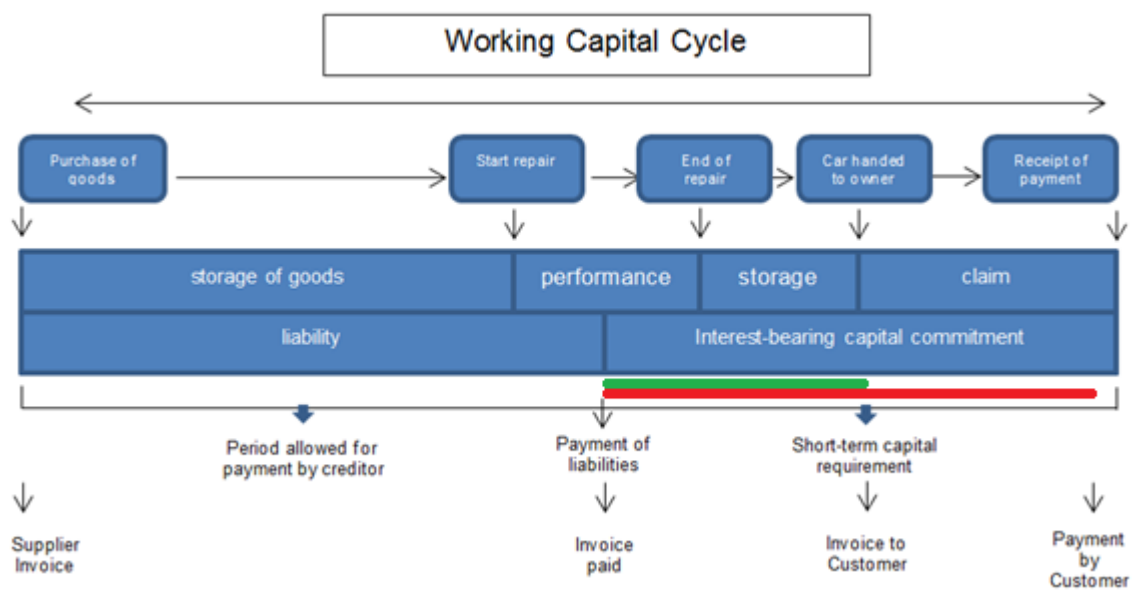 Working Capital Cycle
Purchase of
goods
Start repair
End of
repair
Car handed
to owner
Receipt of
payment
storage of goods
performance
storage
claim
liability
Interest-bearing capital commitment
Period allowed for
payment by creditor
Payment of
liabilities
Short-term capital
requirement
Supplier
Invoice
Invoice
paid
Invoice to
Customer
Payment
by
Customer